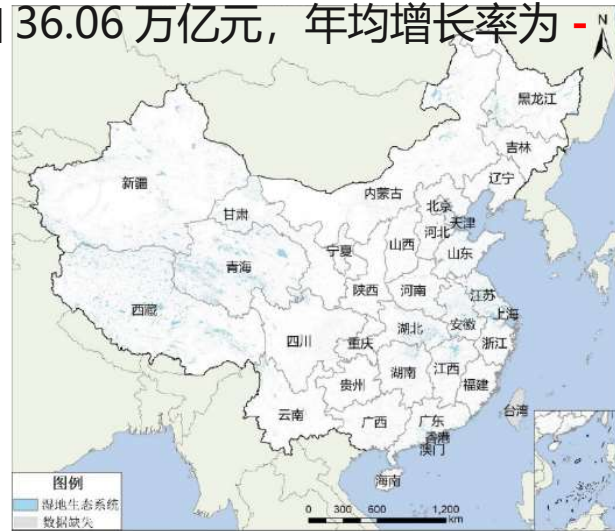 36.06 万亿元，年均增长率为 -
N
黑龙江
吉林
辽宁
新疆
内蒙古
甘肃
北京
天津
河北
宁夏
山西
山东
青海
陕西
河南
江苏
西藏
上海
安徽
湖北
四川
重庆
浙江
湖南
江西
贵州
福建
云南
台湾
广西
广东
香港
澳门
海南
图例
湿地生态系统
数据缺失
0 300 600 1,200
km